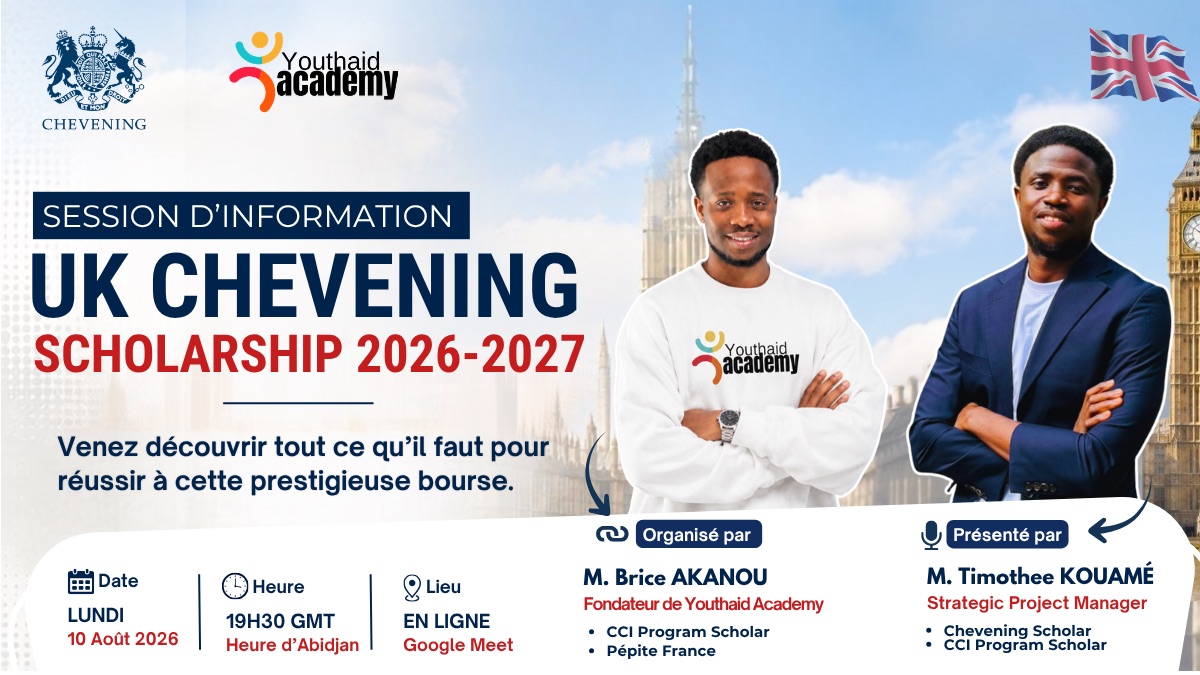 CHEVENING
Youthaid
academy
SESSION D'INFORMATION
UK CHEVENING
SCHOLARSHIP 2026-2027
Venez découvrir tout ce qu'il faut pour
réussir à cette prestigieuse bourse.
Youthaid
academy
Date
LUNDI
10 Août 2026
Heure
19H30 GMT
Heure d'Abidjan
Lieu
EN LIGNE
Google Meet
Organisé par
M. Brice AKANOU
Fondateur de Youthaid Academy
• CCI Program Scholar
• Pépite France
Présenté par
M. Timothee KOUAMÉ
Strategic Project Manager
• Chevening Scholar
• CCI Program Scholar